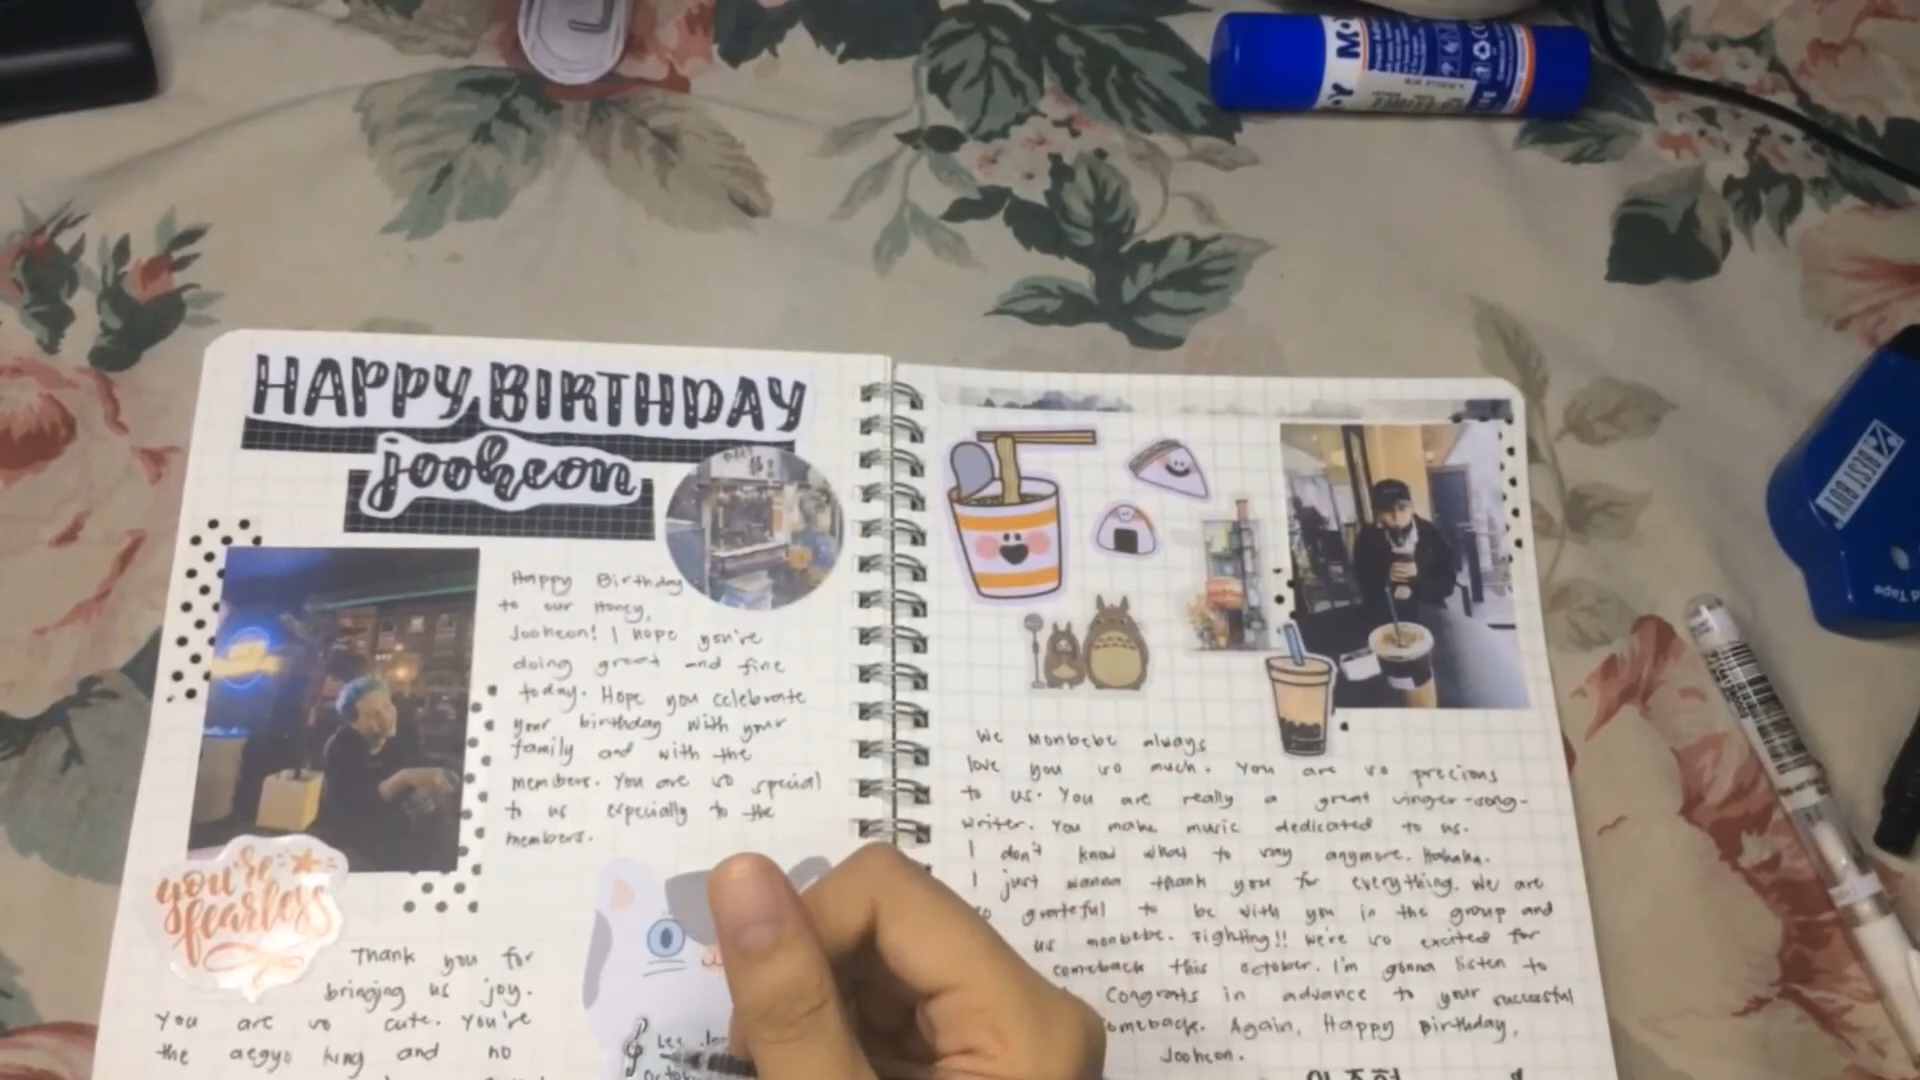 HAPPY BIRTHDAY
jooheon
Happy Birthday
to our Honey,
Jooheon! I hope you're
doing great and fine
today. Hope you celebrate
your birthday with your
family and with the
members. You are so special
to us especially to the
members.
you're
fearless
Thank you for
bringing us joy.
You are so cute. You're
the aegyo king and no
We Monbebe always
love you so much. You are so precious
to us. You are really a great singer-song-
writer. You make music dedicated to us.
I don't know what to say anymore. Hahaha.
I just wanna thank you for everything. We are
so grateful to be with you in the group and
us monbebe. Fighting!! We're so excited for
comeback this october. I'm gonna listen to
Congrats in advance to your successful
comeback. Again, Happy Birthday,
Jooheon.
BEST BUY